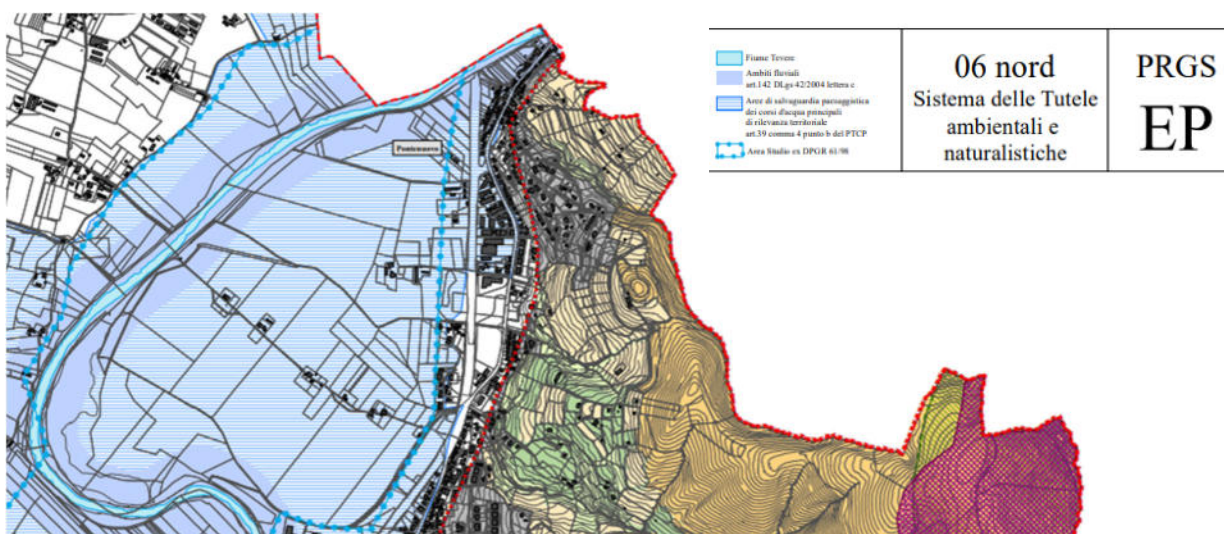 Fiume Tevere
Ambiti fluviali
art.142 DLgs 42/2004 lettera c
Aree di salvaguardia paesaggistica
dei corsi d'acqua principali
di rilevanza territoriale
art.39 comma 4 punto b del PTCP
Area Studio ex DPGR 61/98
06 nord
Sistema delle Tutele
ambientali e
naturalistiche
PRGS
EP
Pontenuovo